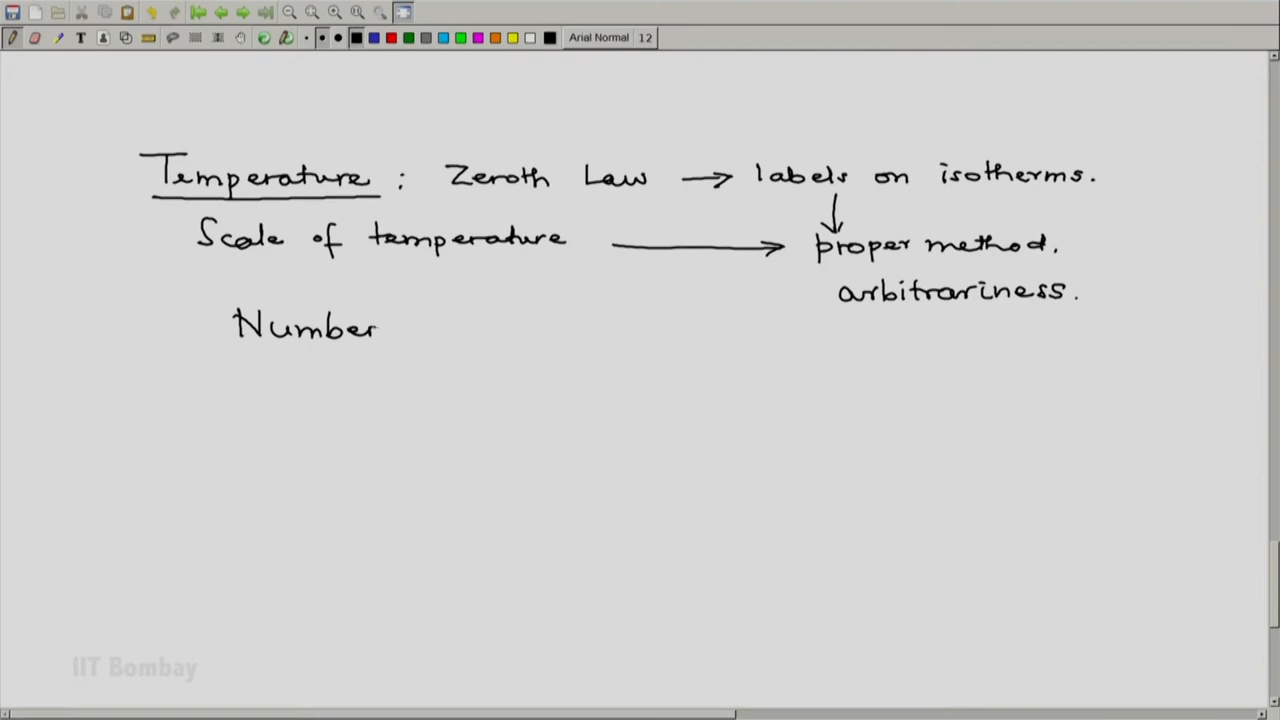 Arial Normal 12
Temperature : Zeroth Law → labels on isotherms.
Scale of temperature → proper method.
arbitrariness.
Number
IIT Bombay